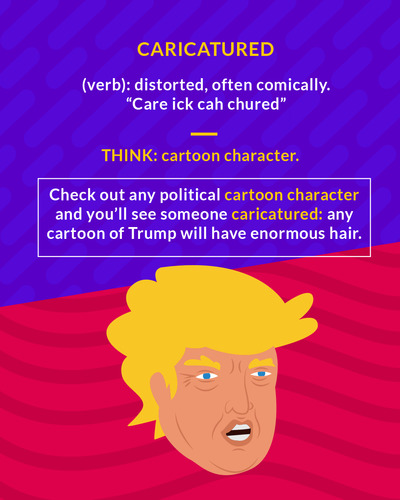 CARICATURED
(verb): distorted, often comically.
“Care ick cah chured”
THINK: cartoon character.
Check out any political cartoon character
and you’ll see someone caricatured: any
cartoon of Trump will have enormous hair.